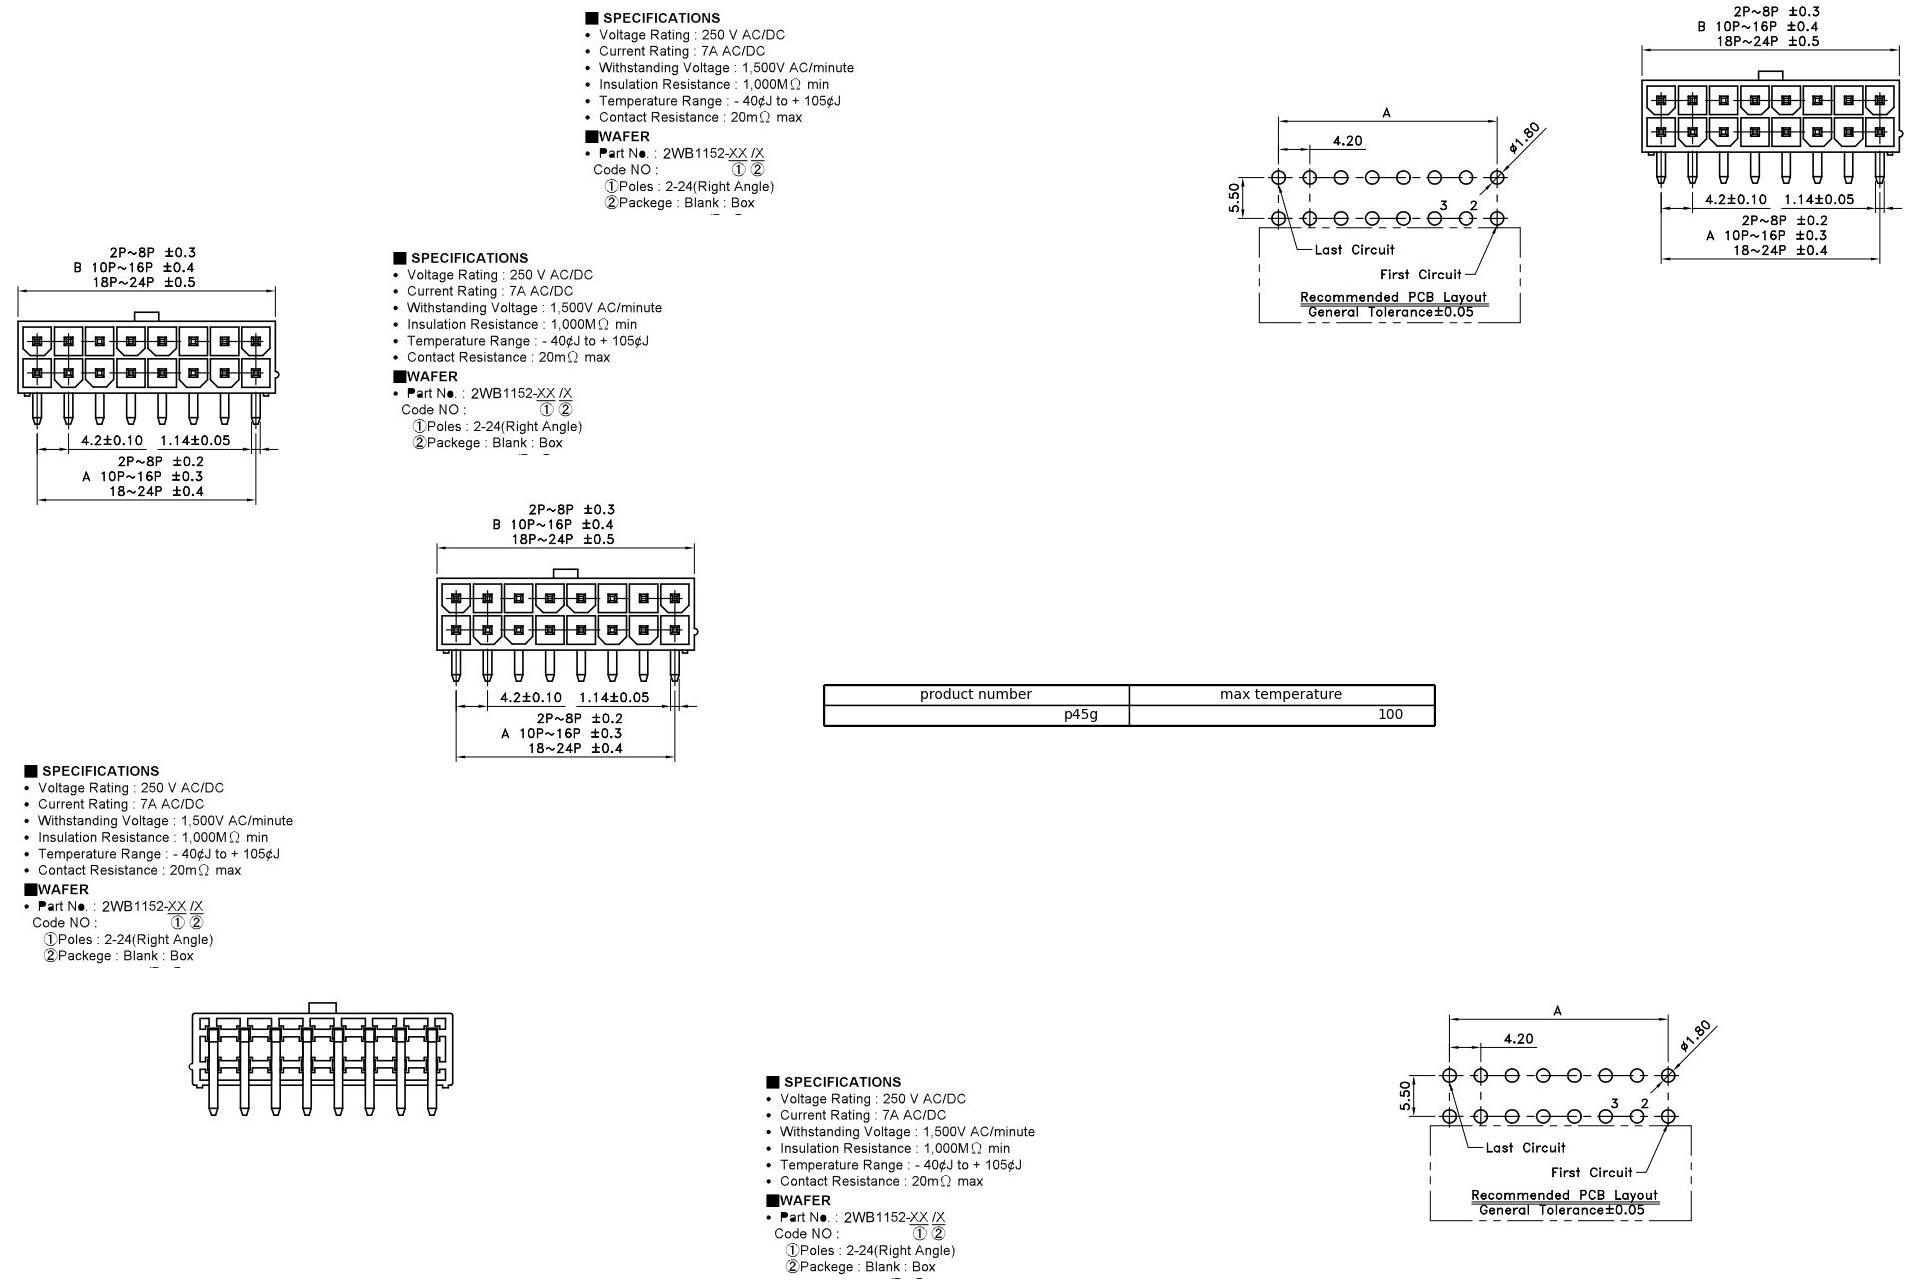 ■ SPECIFICATIONS
• Voltage Rating : 250 V AC/DC
• Current Rating : 7A AC/DC
• Withstanding Voltage : 1,500V AC/minute
• Insulation Resistance : 1,000MΩ min
• Temperature Range : - 40¢J to + 105¢J
• Contact Resistance : 20mΩ max
■WAFER
• Part No. : 2WB1152-XX /X
Code NO : ① ②
①Poles : 2-24(Right Angle)
②Packege : Blank : Box
A
4.20
ø1.80
5.50
3 2
Last Circuit
First Circuit
Recommended PCB Layout
General Tolerance±0.05
2P~8P ±0.3
B 10P~16P ±0.4
18P~24P ±0.5
4.2±0.10 1.14±0.05
2P~8P ±0.2
A 10P~16P ±0.3
18~24P ±0.4
2P~8P ±0.3
B 10P~16P ±0.4
18P~24P ±0.5
4.2±0.10 1.14±0.05
2P~8P ±0.2
A 10P~16P ±0.3
18~24P ±0.4
■ SPECIFICATIONS
• Voltage Rating : 250 V AC/DC
• Current Rating : 7A AC/DC
• Withstanding Voltage : 1,500V AC/minute
• Insulation Resistance : 1,000MΩ min
• Temperature Range : - 40¢J to + 105¢J
• Contact Resistance : 20mΩ max
■WAFER
• Part No. : 2WB1152-XX /X
Code NO : ① ②
①Poles : 2-24(Right Angle)
②Packege : Blank : Box
2P~8P ±0.3
B 10P~16P ±0.4
18P~24P ±0.5
4.2±0.10 1.14±0.05
2P~8P ±0.2
A 10P~16P ±0.3
18~24P ±0.4
product number max temperature
p45g 100
■ SPECIFICATIONS
• Voltage Rating : 250 V AC/DC
• Current Rating : 7A AC/DC
• Withstanding Voltage : 1,500V AC/minute
• Insulation Resistance : 1,000MΩ min
• Temperature Range : - 40¢J to + 105¢J
• Contact Resistance : 20mΩ max
■WAFER
• Part No. : 2WB1152-XX /X
Code NO : ① ②
①Poles : 2-24(Right Angle)
②Packege : Blank : Box
■ SPECIFICATIONS
• Voltage Rating : 250 V AC/DC
• Current Rating : 7A AC/DC
• Withstanding Voltage : 1,500V AC/minute
• Insulation Resistance : 1,000MΩ min
• Temperature Range : - 40¢J to + 105¢J
• Contact Resistance : 20mΩ max
■WAFER
• Part No. : 2WB1152-XX /X
Code NO : ① ②
①Poles : 2-24(Right Angle)
②Packege : Blank : Box
A
4.20
ø1.80
5.50
3 2
Last Circuit
First Circuit
Recommended PCB Layout
General Tolerance±0.05